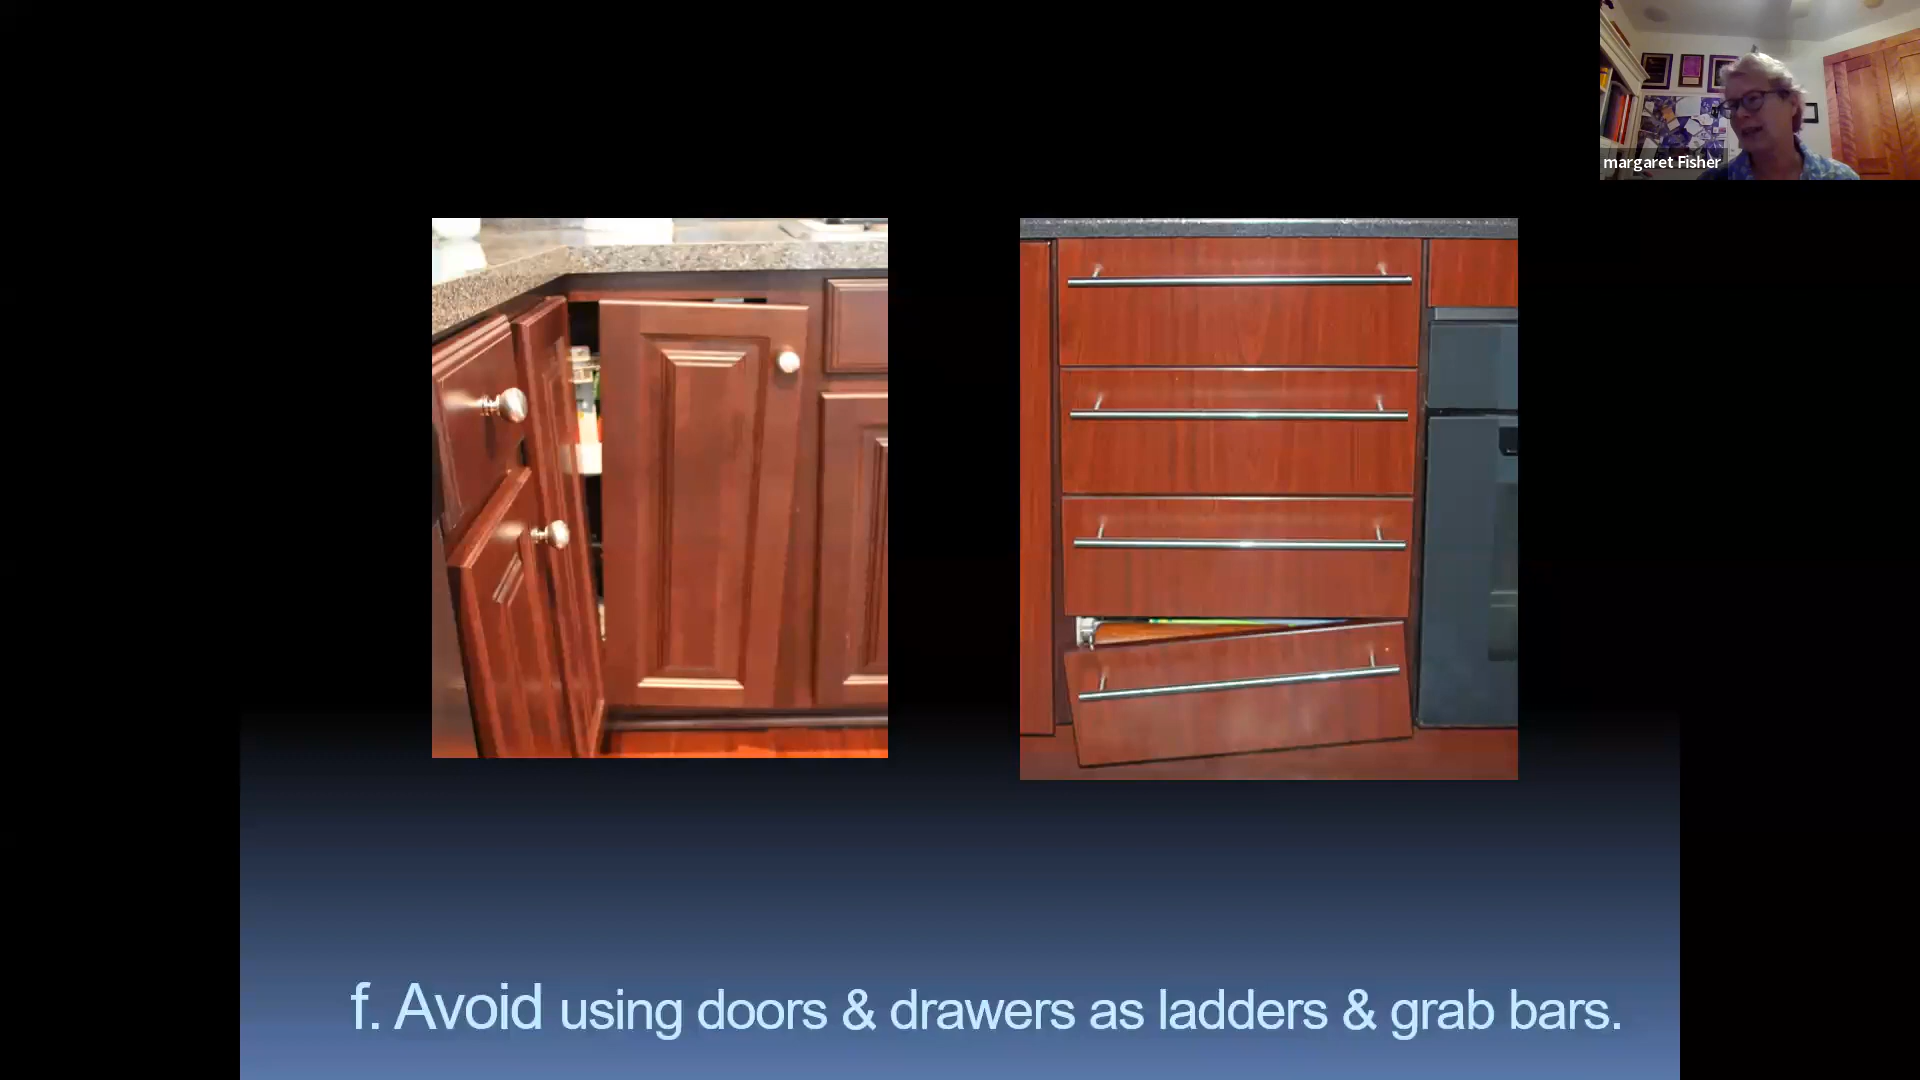 margaret Fisher
f. Avoid using doors & drawers as ladders & grab bars.